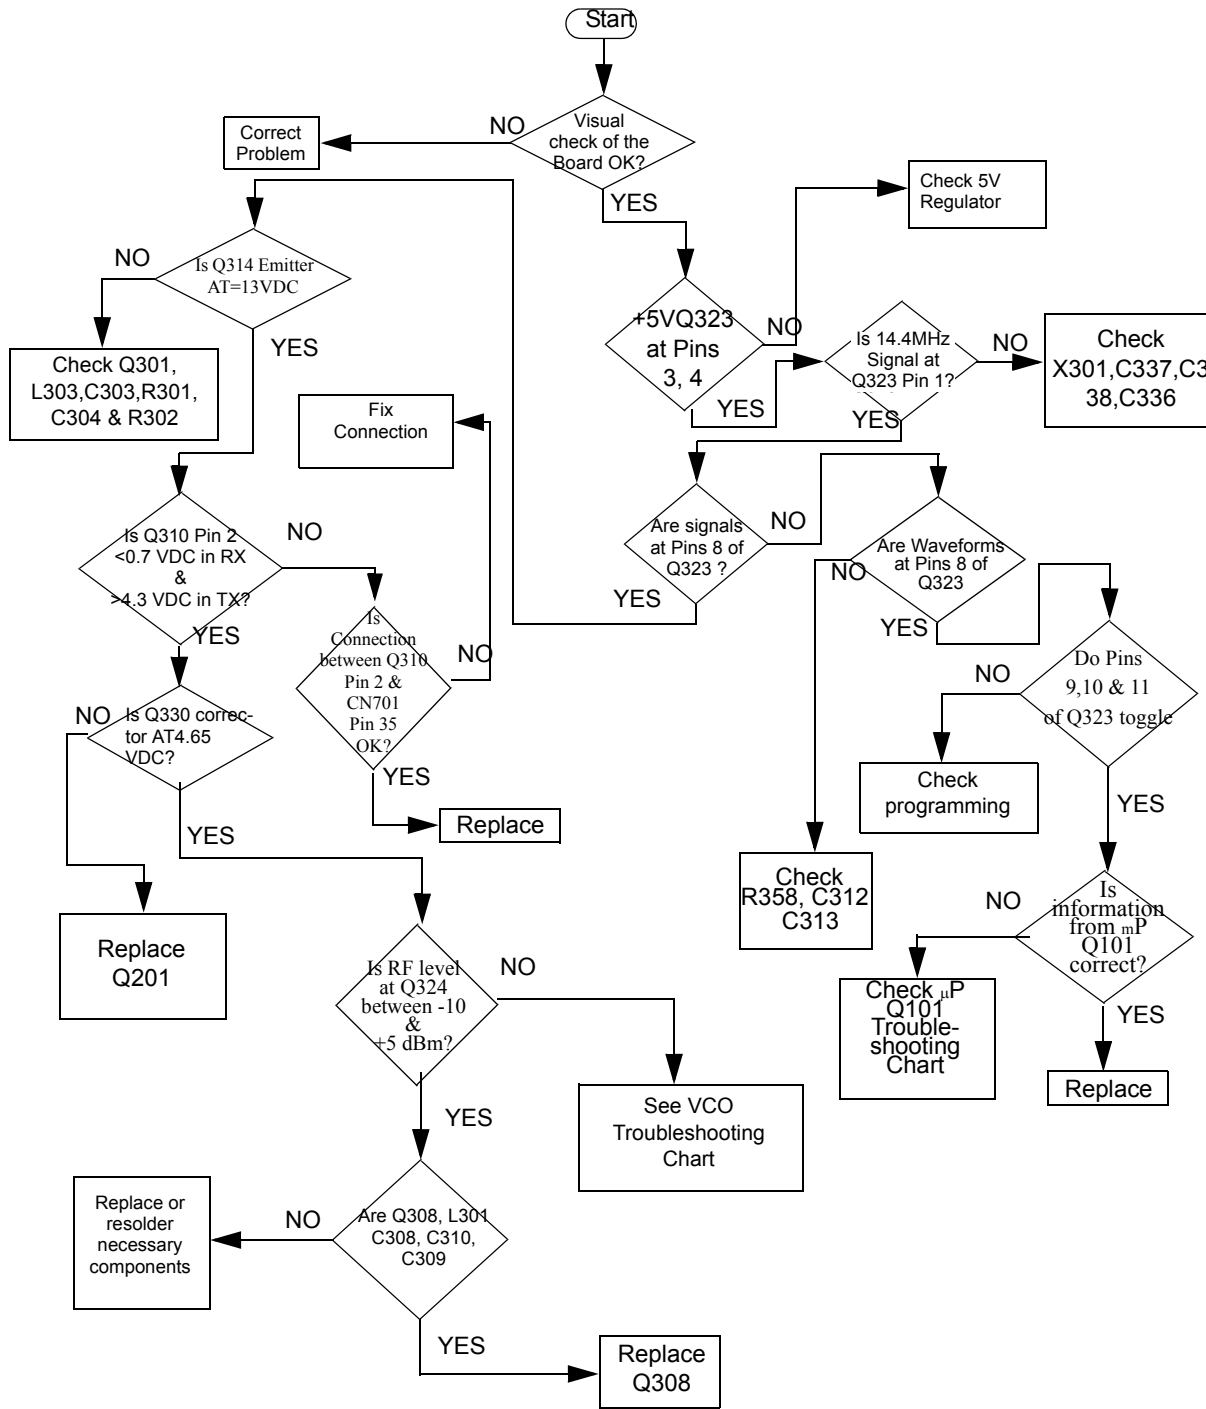 Start
Visual
check of the
Board OK?
NO
Correct
Problem
YES
Check 5V
Regulator
NO
Is Q314 Emitter
AT=13VDC
YES
Check Q301,
L303,C303,R301,
C304 & R302
+5VQ323
at Pins
3, 4
NO
YES
Is 14.4MHz
Signal at
Q323 Pin 1?
NO
YES
Check
X301,C337,C3
38,C336
Fix
Connection
Is Q310 Pin 2
<0.7 VDC in RX
&
>4.3 VDC in TX?
NO
YES
Are signals
at Pins 8 of
Q323 ?
NO
YES
Are Waveforms
at Pins 8 of
Q323
NO
YES
Is
Connection
between Q310
Pin 2 &
CN701
Pin 35
OK?
NO
YES
Replace
Do Pins
9,10 & 11
of Q323 toggle
NO
YES
Check
programming
NO
Is Q330 correc-
tor AT4.65
VDC?
YES
Replace
Q201
Check
R358, C312
C313
Is
information
from mP
Q101
correct?
NO
YES
Check µP
Q101
Trouble-
shooting
Chart
Replace
Is RF level
at Q324
between -10
&
+5 dBm?
NO
YES
See VCO
Troubleshooting
Chart
Are Q308, L301
C308, C310,
C309
NO
YES
Replace or
resolder
necessary
components
Replace
Q308